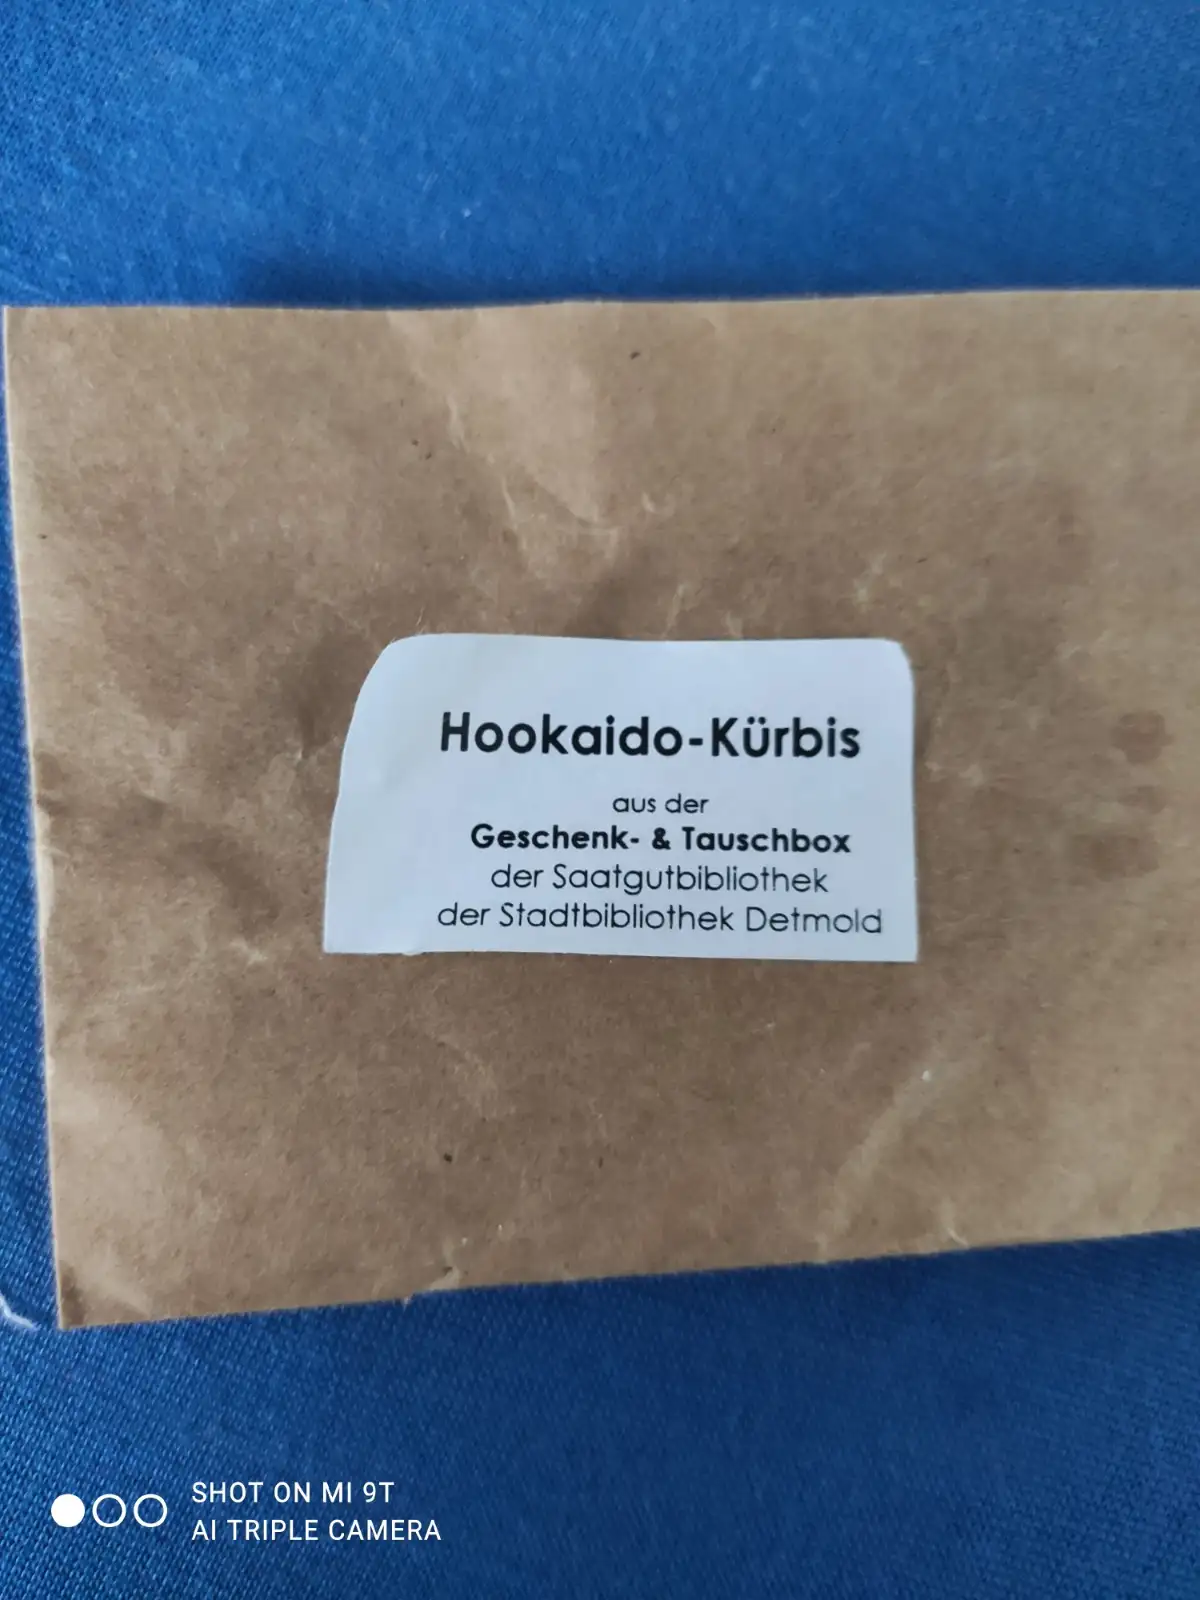 Hookaido-Kürbis
aus der
Geschenk- & Tauschbox
der Saatgutbibliothek
der Stadtbibliothek Detmold
SHOT ON MI 9T
AI TRIPLE CAMERA